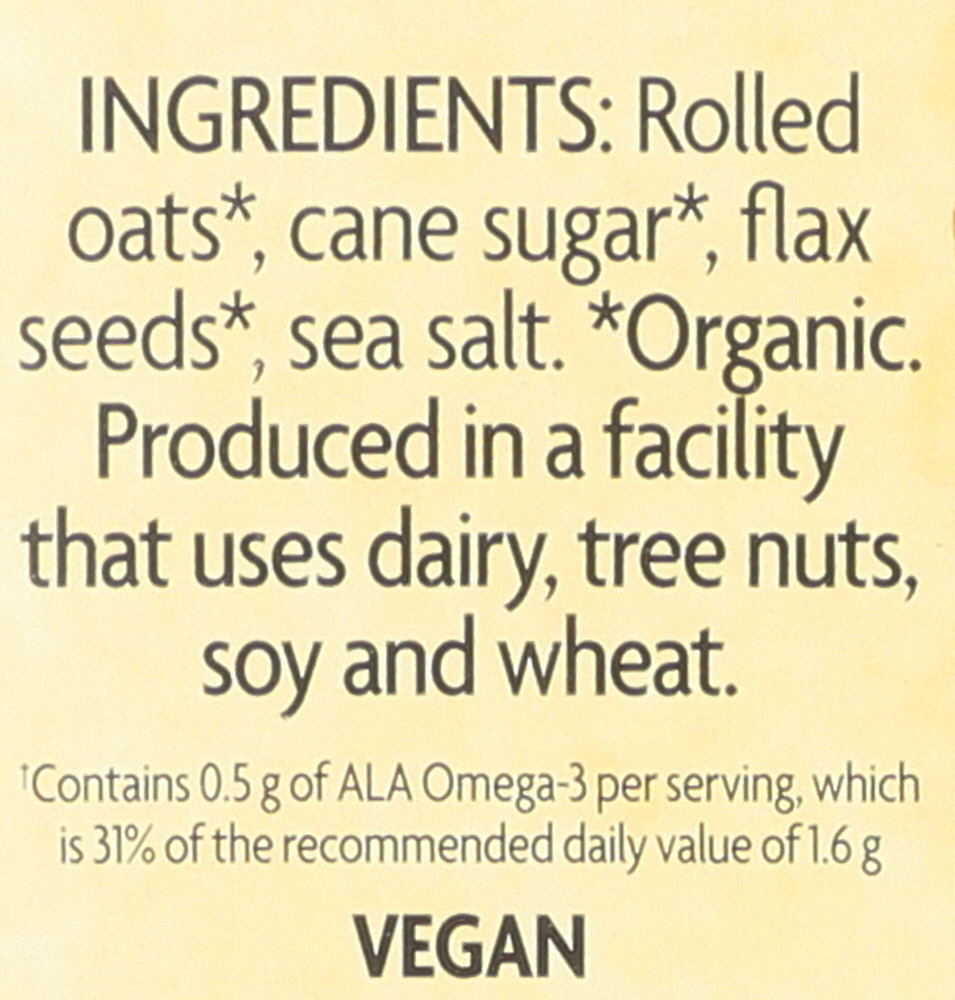 INGREDIENTS: Rolled
oats*, cane sugar*, flax
seeds*, sea salt. *Organic.
Produced in a facility
that uses dairy, tree nuts,
soy and wheat.
†Contains 0.5 g of ALA Omega-3 per serving, which
is 31% of the recommended daily value of 1.6 g
VEGAN